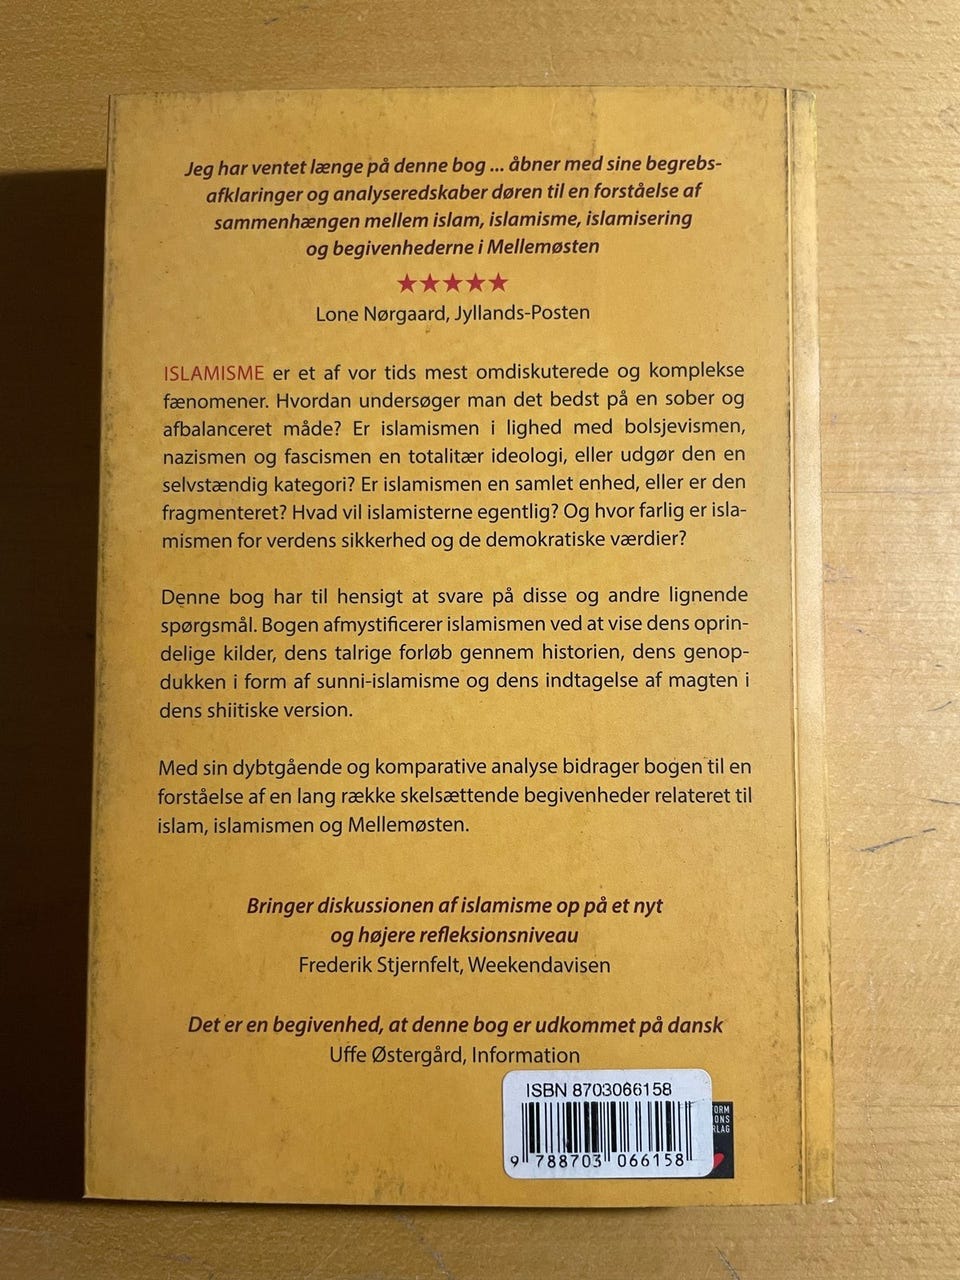 Jeg har ventet længe på denne bog ... åbner med sine begrebs-
afklaringer og analyseredskaber døren til en forståelse af
sammenhængen mellem islam, islamisme, islamisering
og begivenhederne i Mellemøsten
★★★★★
Lone Nørgaard, Jyllands-Posten
ISLAMISME er et af vor tids mest omdiskuterede og komplekse
fænomener. Hvordan undersøger man det bedst på en sober og
afbalanceret måde? Er islamismen i lighed med bolsjevismen,
nazismen og fascismen en totalitær ideologi, eller udgør den en
selvstændig kategori? Er islamismen en samlet enhed, eller er den
fragmenteret? Hvad vil islamisterne egentlig? Og hvor farlig er isla-
mismen for verdens sikkerhed og de demokratiske værdier?
Denne bog har til hensigt at svare på disse og andre lignende
spørgsmål. Bogen afmystificerer islamismen ved at vise dens oprin-
delige kilder, dens talrige forløb gennem historien, dens genop-
dukken i form af sunni-islamisme og dens indtagelse af magten i
dens shiitiske version.
Med sin dybtgående og komparative analyse bidrager bogen til en
forståelse af en lang række skelsættende begivenheder relateret til
islam, islamismen og Mellemøsten.
Bringer diskussionen af islamisme op på et nyt
og højere refleksionsniveau
Frederik Stjernfelt, Weekendavisen
Det er en begivenhed, at denne bog er udkommet på dansk
Uffe Østergård, Information
ISBN 8703066158
9 788703 066158